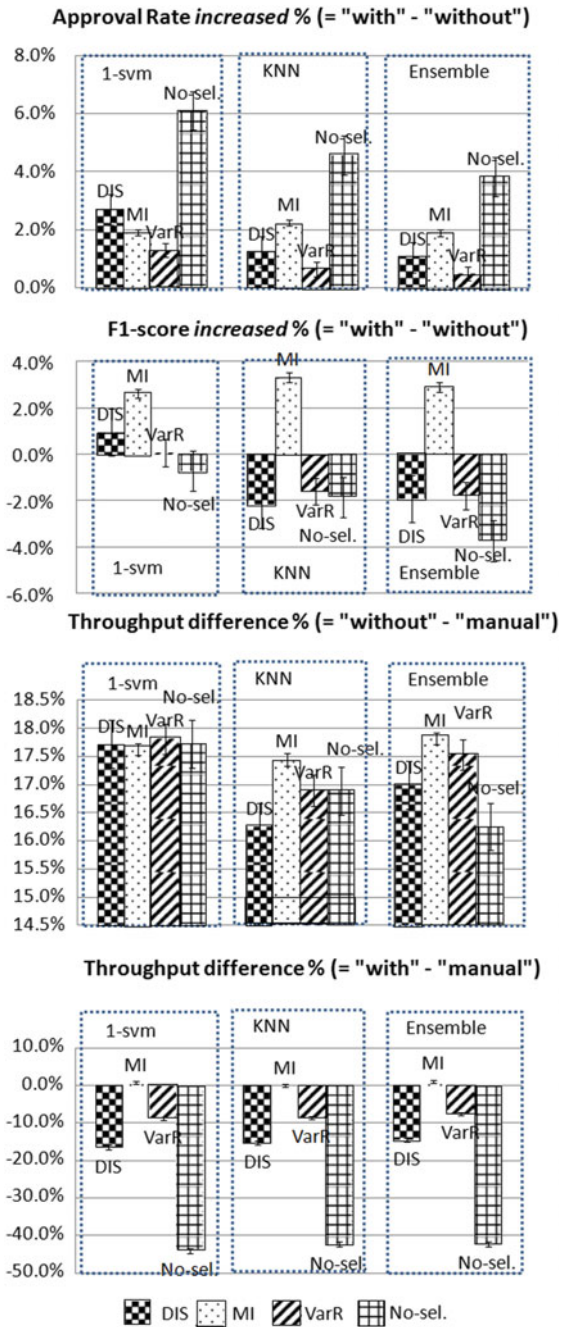 Approval Rate increased % (= "with" - "without")
8.0%
6.0%
4.0%
2.0%
0.0%
1-svm
KNN
Ensemble
DIS
MI
VarR
No-sel.
DIS
MI
VarR
No-sel.
DIS
MI
VarR
No-sel.
F1-score increased % (= "with" - "without")
4.0%
2.0%
0.0%
-2.0%
-4.0%
-6.0%
DIS
MI
VarR
No-sel.
1-svm
MI
DIS
VarR
No-sel.
KNN
MI
DIS
VarR
No-sel.
Ensemble
Throughput difference % (= "without" - "manual")
18.5%
18.0%
17.5%
17.0%
16.5%
16.0%
15.5%
15.0%
14.5%
1-svm
DIS
MI
VarR
No-sel.
KNN
DIS
MI
VarR
No-sel.
Ensemble
DIS
MI
VarR
No-sel.
Throughput difference % (= "with" - "manual")
10.0%
0.0%
-10.0%
-20.0%
-30.0%
-40.0%
-50.0%
1-svm
MI
DIS
VarR
No-sel.
KNN
MI
DIS
VarR
No-sel.
Ensemble
MI
DIS
VarR
No-sel.
DIS MI VarR No-sel.